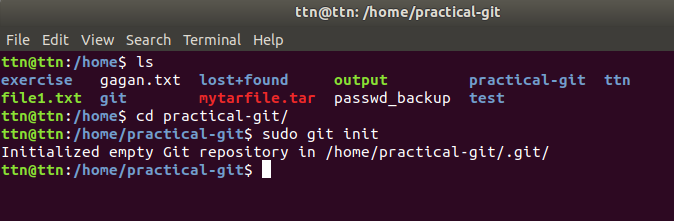 ttn@ttn: /home/practical-git
File Edit View Search Terminal Help
ttn@ttn:/home$ ls
exercise gagan.txt lost+found output practical-git ttn
file1.txt git mytarfile.tar passwd_backup test
ttn@ttn:/home$ cd practical-git/
ttn@ttn:/home/practical-git$ sudo git init
Initialized empty Git repository in /home/practical-git/.git/
ttn@ttn:/home/practical-git$